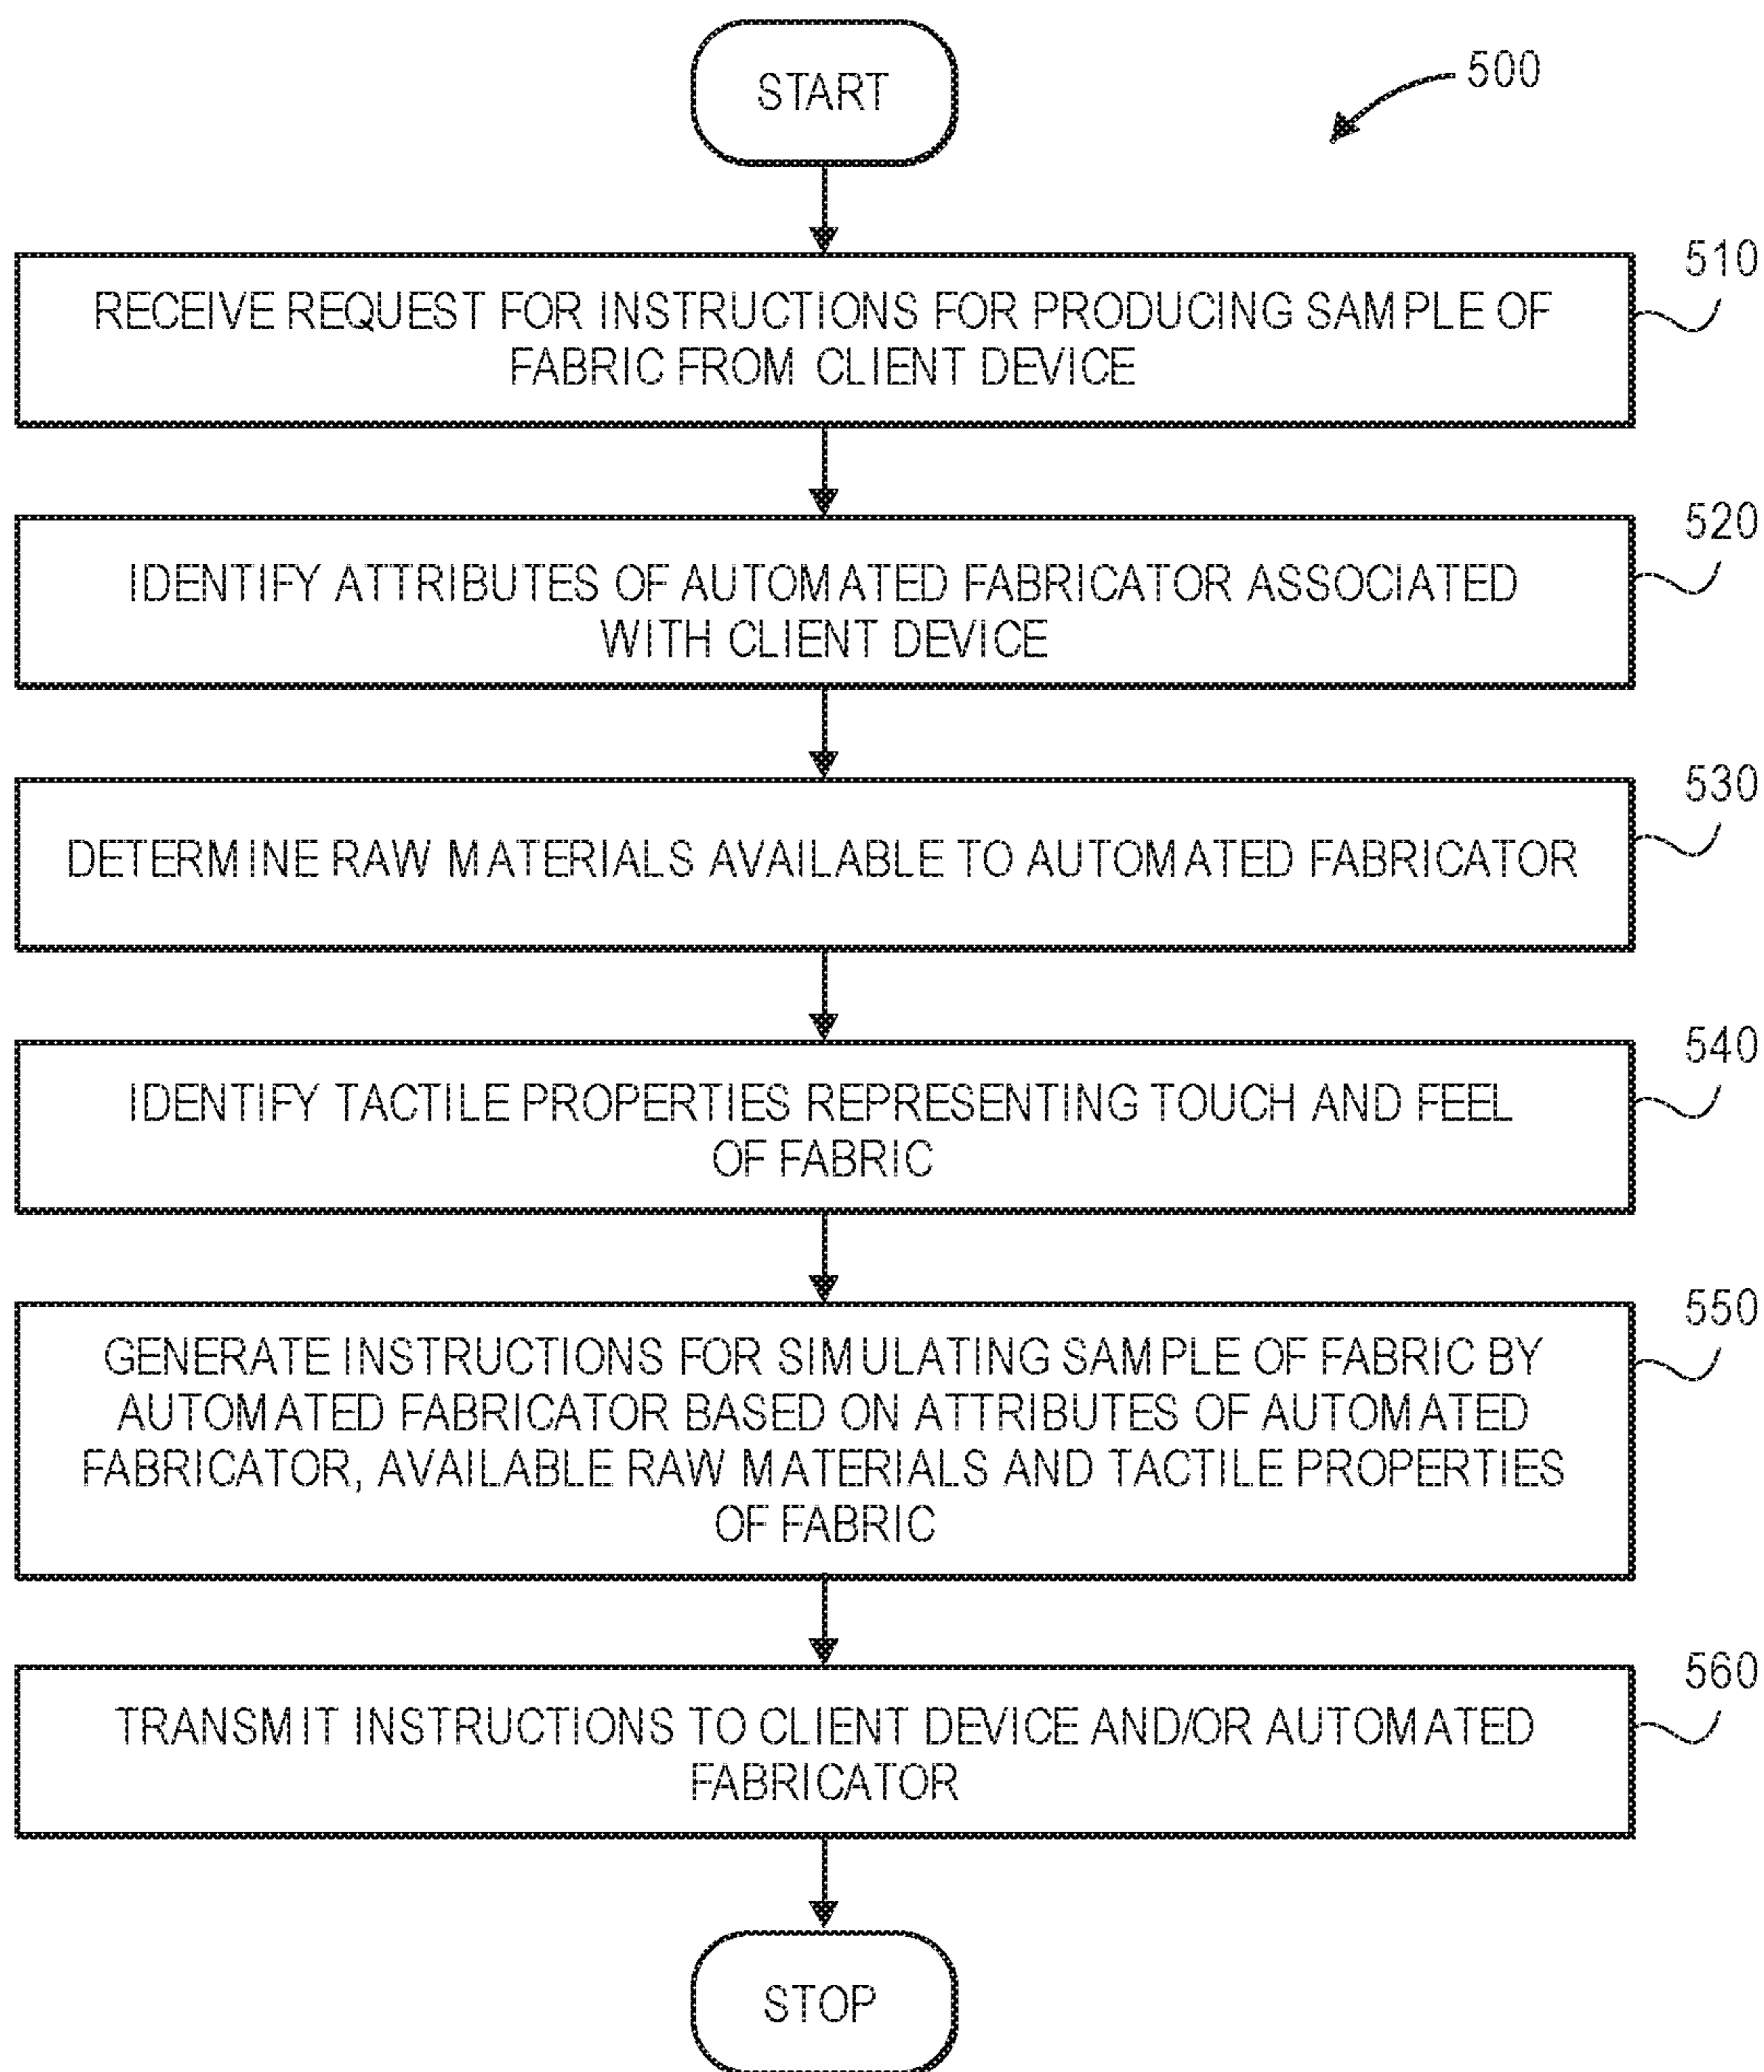 START
500
510
RECEIVE REQUEST FOR INSTRUCTIONS FOR PRODUCING SAMPLE OF
FABRIC FROM CLIENT DEVICE
520
IDENTIFY ATTRIBUTES OF AUTOMATED FABRICATOR ASSOCIATED
WITH CLIENT DEVICE
530
DETERMINE RAW MATERIALS AVAILABLE TO AUTOMATED FABRICATOR
540
IDENTIFY TACTILE PROPERTIES REPRESENTING TOUCH AND FEEL
OF FABRIC
550
GENERATE INSTRUCTIONS FOR SIMULATING SAMPLE OF FABRIC BY
AUTOMATED FABRICATOR BASED ON ATTRIBUTES OF AUTOMATED
FABRICATOR, AVAILABLE RAW MATERIALS AND TACTILE PROPERTIES
OF FABRIC
560
TRANSMIT INSTRUCTIONS TO CLIENT DEVICE AND/OR AUTOMATED
FABRICATOR
STOP